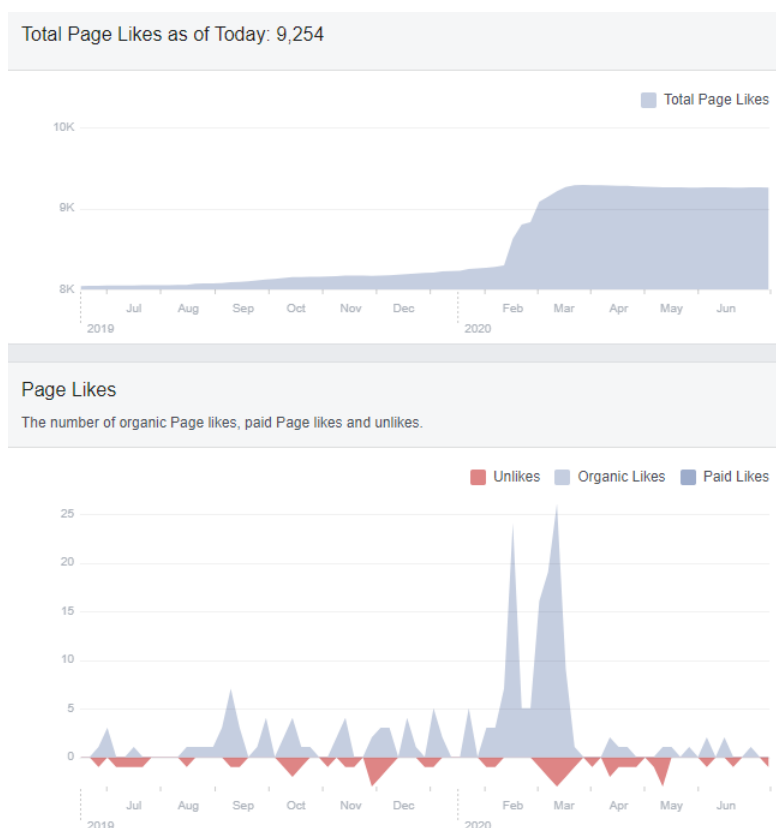 Total Page Likes as of Today: 9,254
Total Page Likes
10K
9K
8K
Jul Aug Sep Oct Nov Dec Feb Mar Apr May Jun
2019 2020
Page Likes
The number of organic Page likes, paid Page likes and unlikes.
Unlikes Organic Likes Paid Likes
25
20
15
10
5
0
Jul Aug Sep Oct Nov Dec Feb Mar Apr May Jun
2019 2020